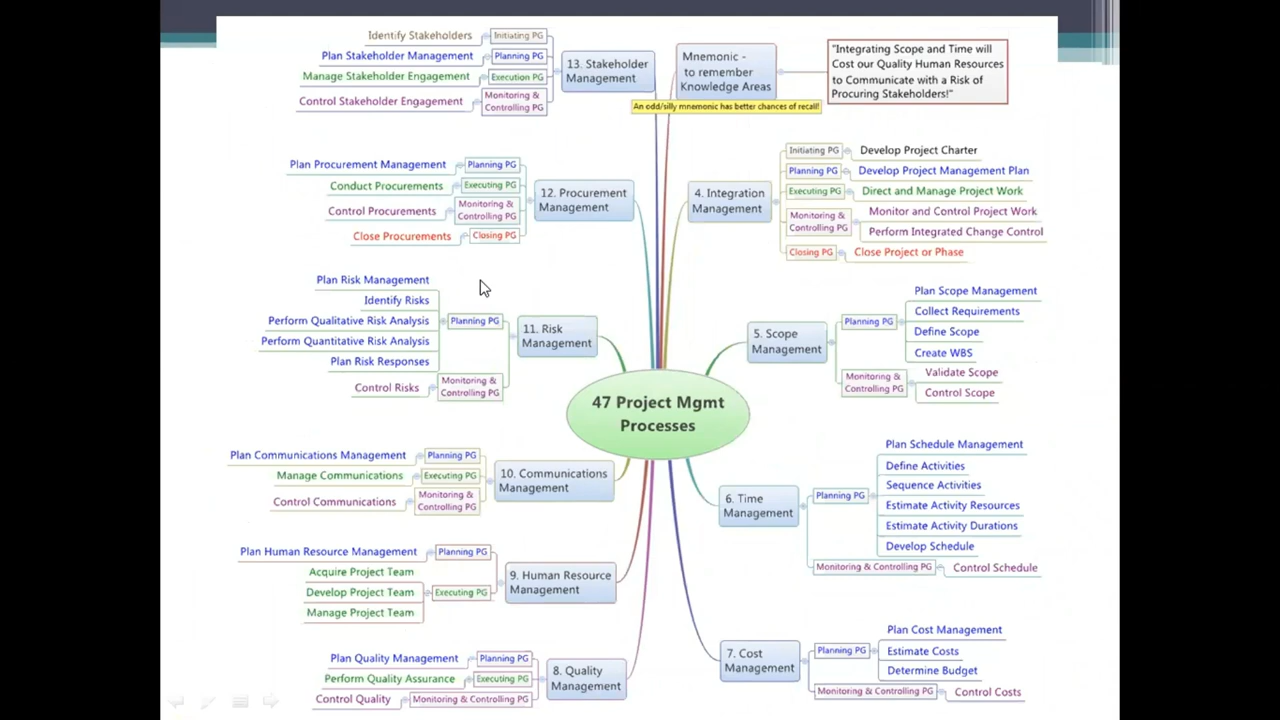 Identify Stakeholders
Initiating PG
Plan Stakeholder Management
Planning PG
Manage Stakeholder Engagement
Execution PG
Control Stakeholder Engagement
Monitoring &
Controlling PG
13. Stakeholder
Management
Mnemonic -
to remember
Knowledge Areas
An odd/silly mnemonic has better chances of recall!
"Integrating Scope and Time will
Cost our Quality Human Resources
to Communicate with a Risk of
Procuring Stakeholders!"
Plan Procurement Management
Planning PG
Conduct Procurements
Executing PG
Control Procurements
Monitoring &
Controlling PG
Close Procurements
Closing PG
12. Procurement
Management
4. Integration
Management
Initiating PG
Develop Project Charter
Planning PG
Develop Project Management Plan
Executing PG
Direct and Manage Project Work
Monitoring &
Controlling PG
Monitor and Control Project Work
Perform Integrated Change Control
Closing PG
Close Project or Phase
Plan Risk Management
Identify Risks
Perform Qualitative Risk Analysis
Perform Quantitative Risk Analysis
Plan Risk Responses
Planning PG
Control Risks
Monitoring &
Controlling PG
11. Risk
Management
5. Scope
Management
Planning PG
Plan Scope Management
Collect Requirements
Define Scope
Create WBS
Monitoring &
Controlling PG
Validate Scope
Control Scope
47 Project Mgmt
Processes
Plan Communications Management
Planning PG
Manage Communications
Executing PG
Control Communications
Monitoring &
Controlling PG
10. Communications
Management
6. Time
Management
Planning PG
Plan Schedule Management
Define Activities
Sequence Activities
Estimate Activity Resources
Estimate Activity Durations
Develop Schedule
Monitoring & Controlling PG
Control Schedule
Plan Human Resource Management
Planning PG
Acquire Project Team
Develop Project Team
Manage Project Team
Executing PG
9. Human Resource
Management
7. Cost
Management
Planning PG
Plan Cost Management
Estimate Costs
Determine Budget
Monitoring & Controlling PG
Control Costs
Plan Quality Management
Planning PG
Perform Quality Assurance
Executing PG
Control Quality
Monitoring & Controlling PG
8. Quality
Management